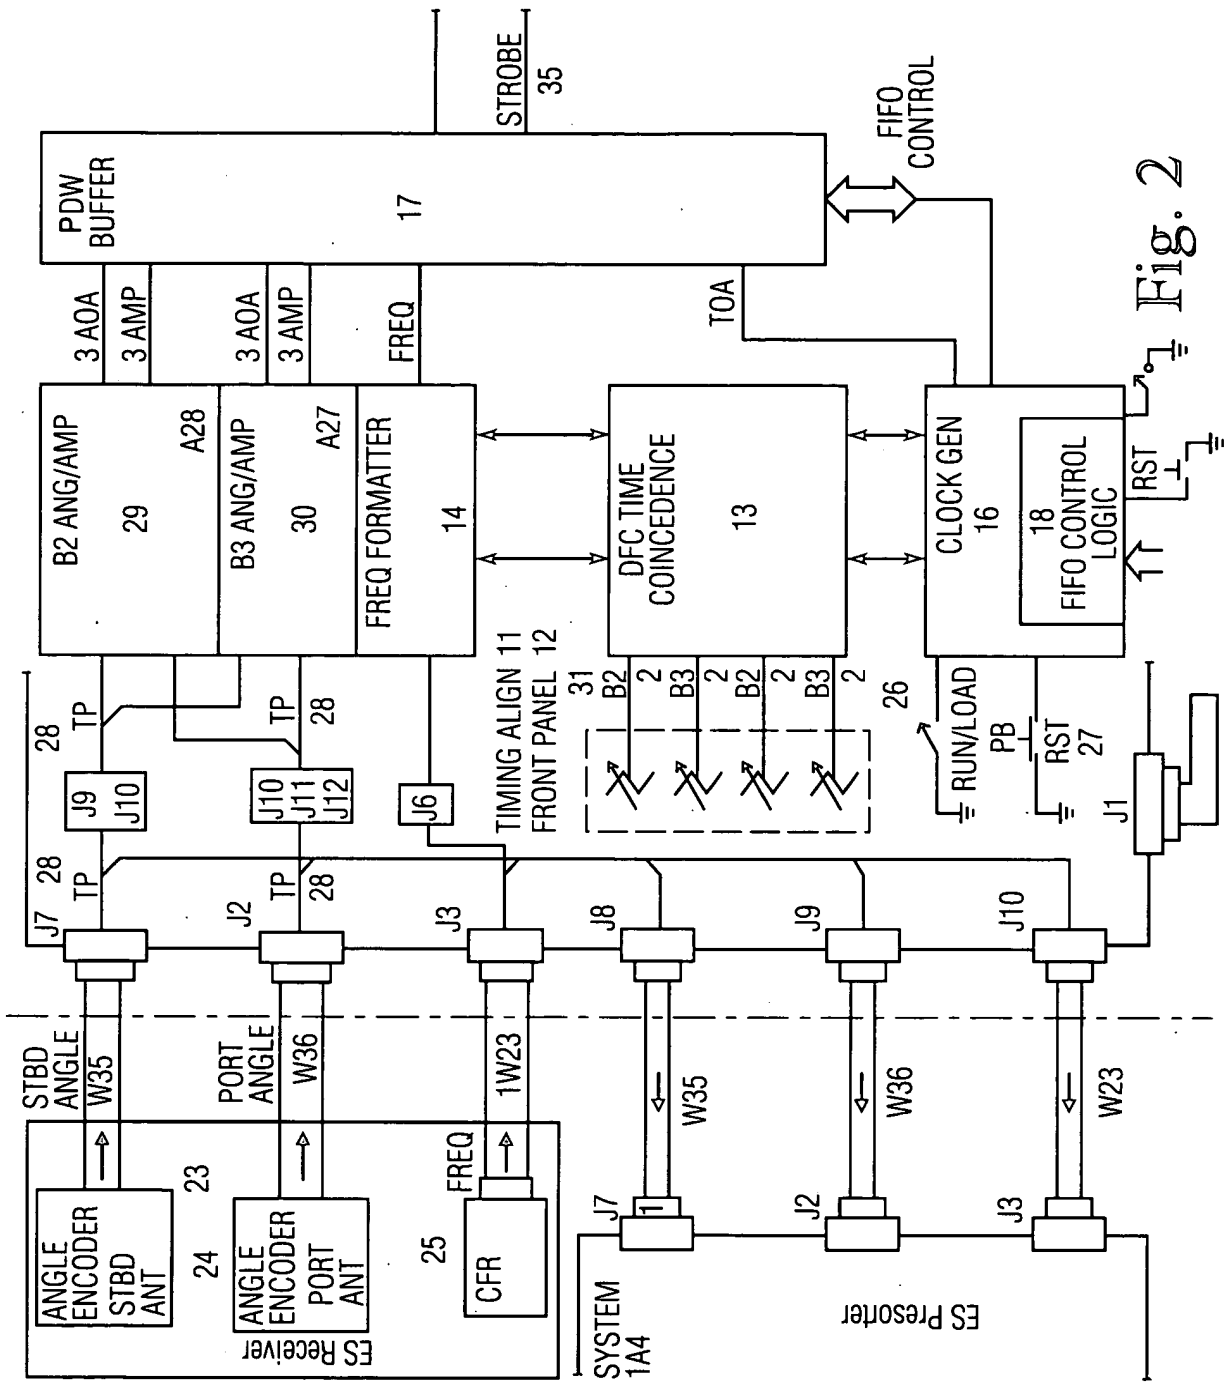 ANGLE
ENCODER
STBD
ANT
23
24
ANGLE
ENCODER
PORT
ANT
ES Receiver
25
CFR
FREQ
STBD
ANGLE
W35
PORT
ANGLE
W36
1W23
SYSTEM
1A4
ES Presorter
J7
1
J2
J3
W35
W36
W23
J7
J2
J3
J8
J9
J10
28
TP
TP
28
J9
J10
J10
J11
J12
J6
28
TP
TP
28
TIMING ALIGN 11
FRONT PANEL 12
31
B2
2
B3
2
B2
2
B3
2
26
RUN/LOAD
PB
RST
27
J1
B2 ANG/AMP
29
A28
B3 ANG/AMP
30
A27
FREQ FORMATTER
14
DFC TIME
COINCEDENCE
13
CLOCK GEN
16
18
FIFO CONTROL
LOGIC
RST
3 AOA
3 AMP
3 AOA
3 AMP
FREQ
TOA
PDW
BUFFER
17
STROBE
35
FIFO
CONTROL
Fig. 2